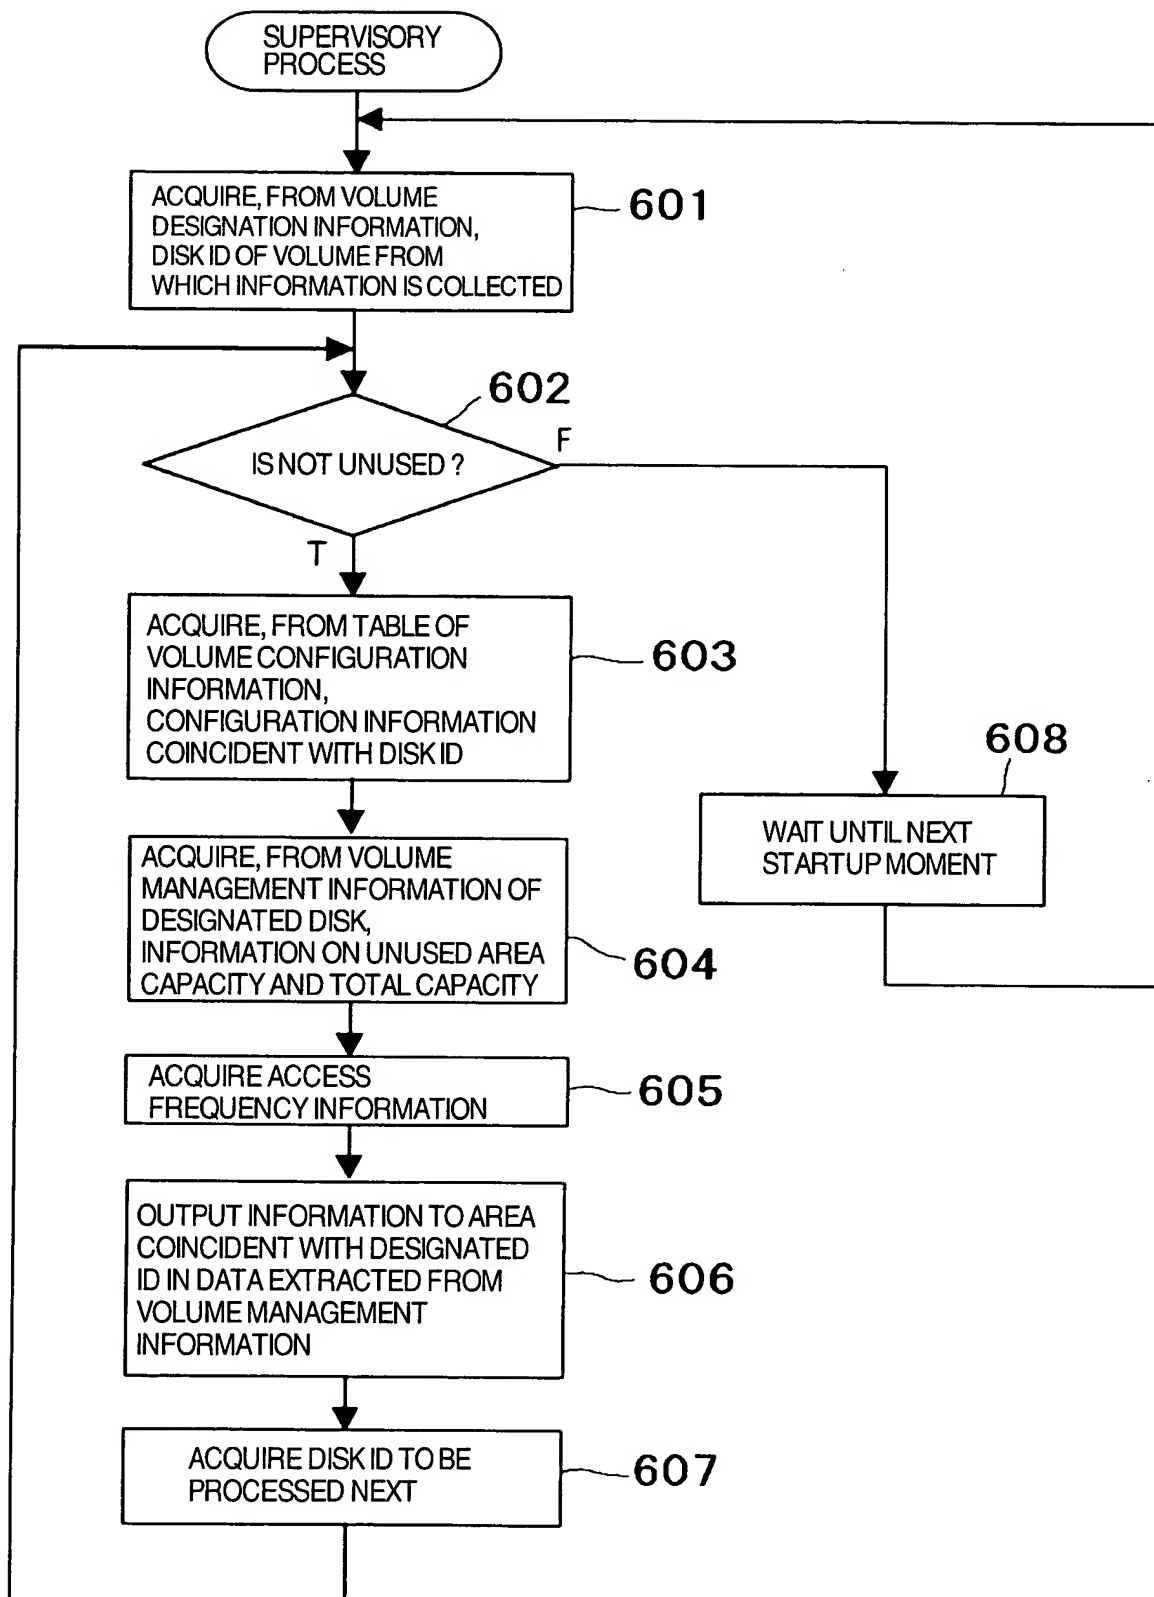 SUPERVISORY
PROCESS
ACQUIRE, FROM VOLUME
DESIGNATION INFORMATION,
DISK ID OF VOLUME FROM
WHICH INFORMATION IS COLLECTED
601
602
IS NOT UNUSED ?
F
T
ACQUIRE, FROM TABLE OF
VOLUME CONFIGURATION
INFORMATION,
CONFIGURATION INFORMATION
COINCIDENT WITH DISK ID
603
608
WAIT UNTIL NEXT
STARTUP MOMENT
ACQUIRE, FROM VOLUME
MANAGEMENT INFORMATION OF
DESIGNATED DISK,
INFORMATION ON UNUSED AREA
CAPACITY AND TOTAL CAPACITY
604
ACQUIRE ACCESS
FREQUENCY INFORMATION
605
OUTPUT INFORMATION TO AREA
COINCIDENT WITH DESIGNATED
ID IN DATA EXTRACTED FROM
VOLUME MANAGEMENT
INFORMATION
606
ACQUIRE DISK ID TO BE
PROCESSED NEXT
607